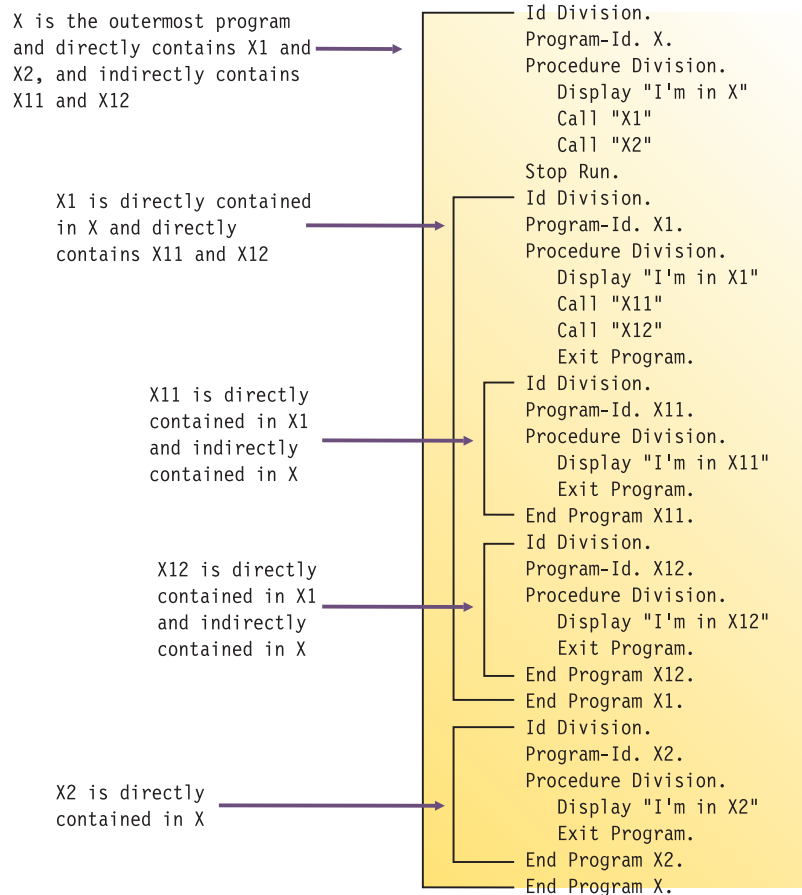 X is the outermost program
and directly contains X1 and
X2, and indirectly contains
X11 and X12
X1 is directly contained
in X and directly
contains X11 and X12
X11 is directly
contained in X1
and indirectly
contained in X
X12 is directly
contained in X1
and indirectly
contained in X
X2 is directly
contained in X
Id Division.
Program-Id. X.
Procedure Division.
Display "I'm in X"
Call "X1"
Call "X2"
Stop Run.
Id Division.
Program-Id. X1.
Procedure Division.
Display "I'm in X1"
Call "X11"
Call "X12"
Exit Program.
Id Division.
Program-Id. X11.
Procedure Division.
Display "I'm in X11"
Exit Program.
End Program X11.
Id Division.
Program-Id. X12.
Procedure Division.
Display "I'm in X12"
Exit Program.
End Program X12.
End Program X1.
Id Division.
Program-Id. X2.
Procedure Division.
Display "I'm in X2"
Exit Program.
End Program X2.
End Program X.